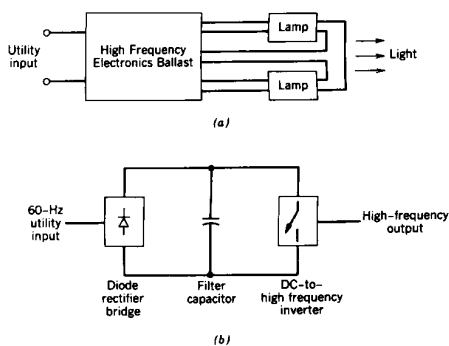 Utility
input
High Frequency
Electronics Ballast
Lamp
Lamp
Light
(a)
60-Hz
utility
input
High-frequency
output
Diode
rectifier
bridge
Filter
capacitor
DC-to-
high frequency
inverter
(b)